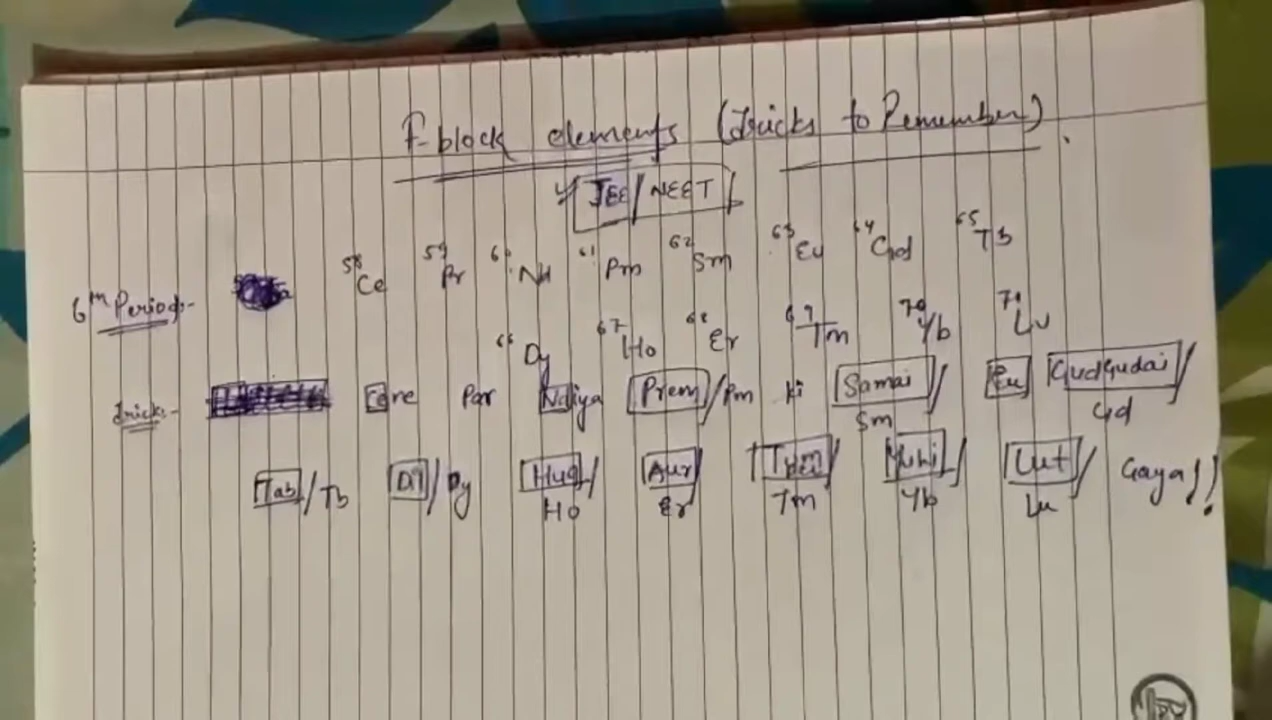 F-block elements (Tricks to Remember).
JEE/NEET
6th Period:- 58Ce 59Pr 60Nd 61Pm 62Sm 63Eu 64Gd 65Tb
66Dy 67Ho 68Er 69Tm 70Yb 71Lu
Trick:- Cone Par Nadiya Prem/Pm ki Samai/ Eu GudGudai/
Sm Gd
Tab/Tb Dil/Dy Hua/ Aur/ Tum/ Yuhi/ Lut/ Gaya!!
Ho Er Tm Yb Lu